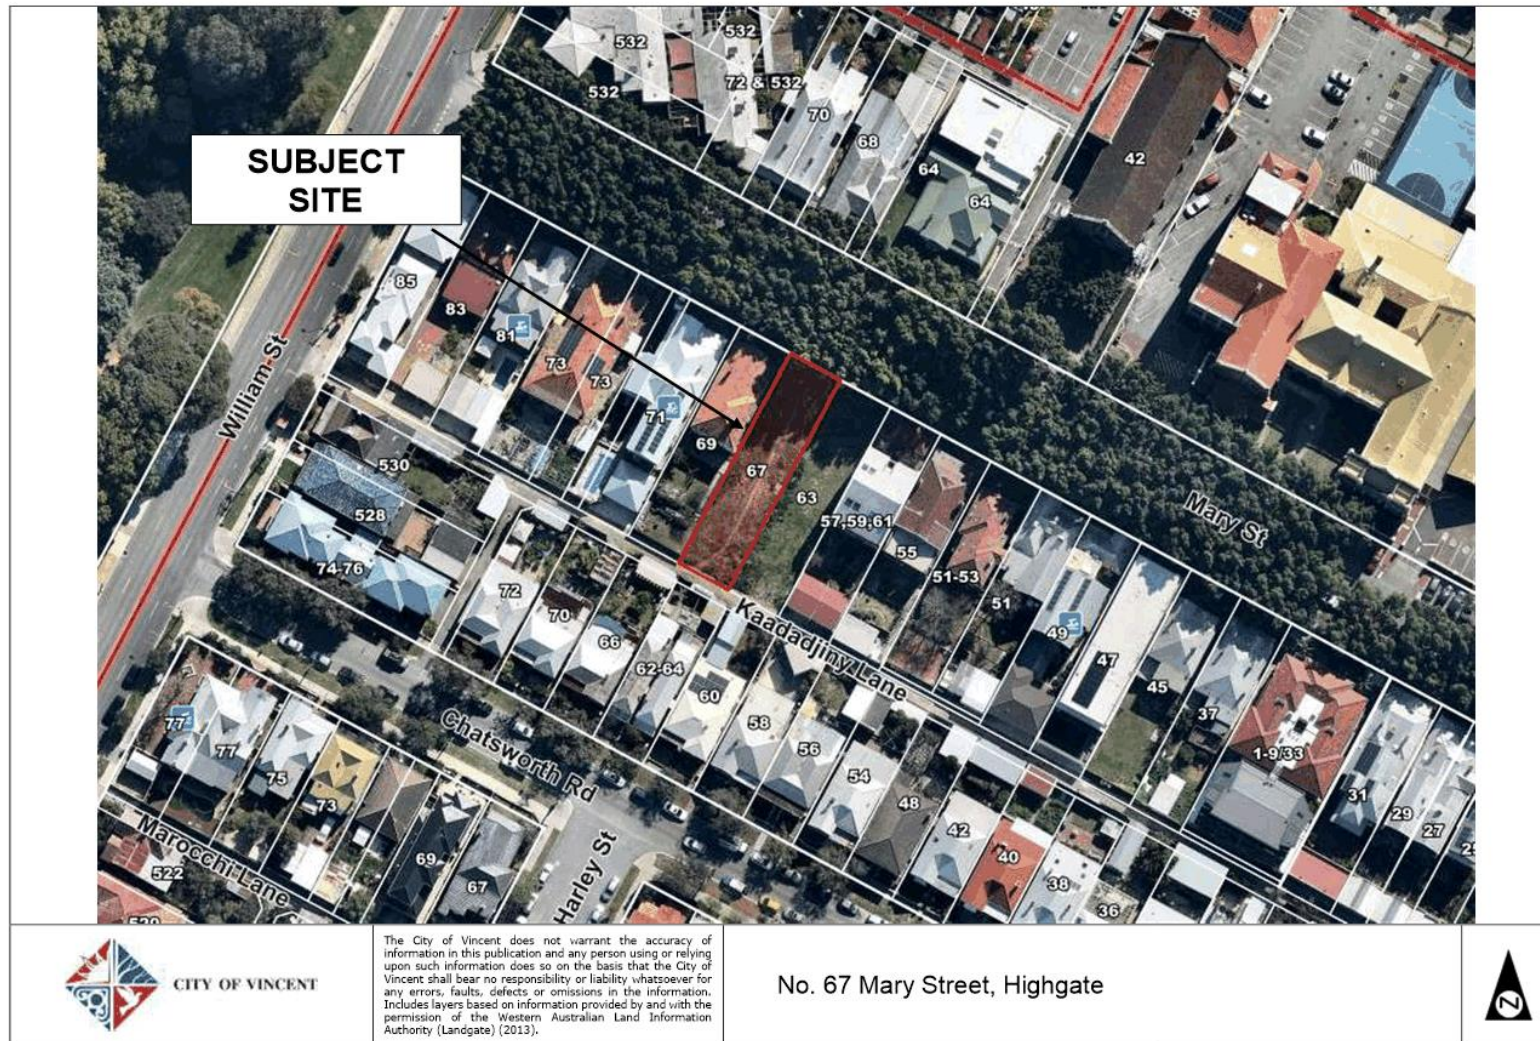 532
532
532
72 & 532
70
68
64
64
42
SUBJECT
SITE
85
83
81
73
73
71
69
67
63
57,59,61
55
51-53
51
49
47
45
37
1-9/33
31
29
27
William St
Mary St
530
528
74-76
72
70
66
62-64
60
58
56
54
48
42
40
38
36
Kaadadjiny Lane
Chatsworth Rd
77
77
75
73
69
67
Marocchi Lane
522
Harley St
CITY OF VINCENT
The City of Vincent does not warrant the accuracy of
information in this publication and any person using or relying
upon such information does so on the basis that the City of
Vincent shall bear no responsibility or liability whatsoever for
any errors, faults, defects or omissions in the information.
Includes layers based on information provided by and with the
permission of the Western Australian Land Information
Authority (Landgate) (2013).
No. 67 Mary Street, Highgate
N